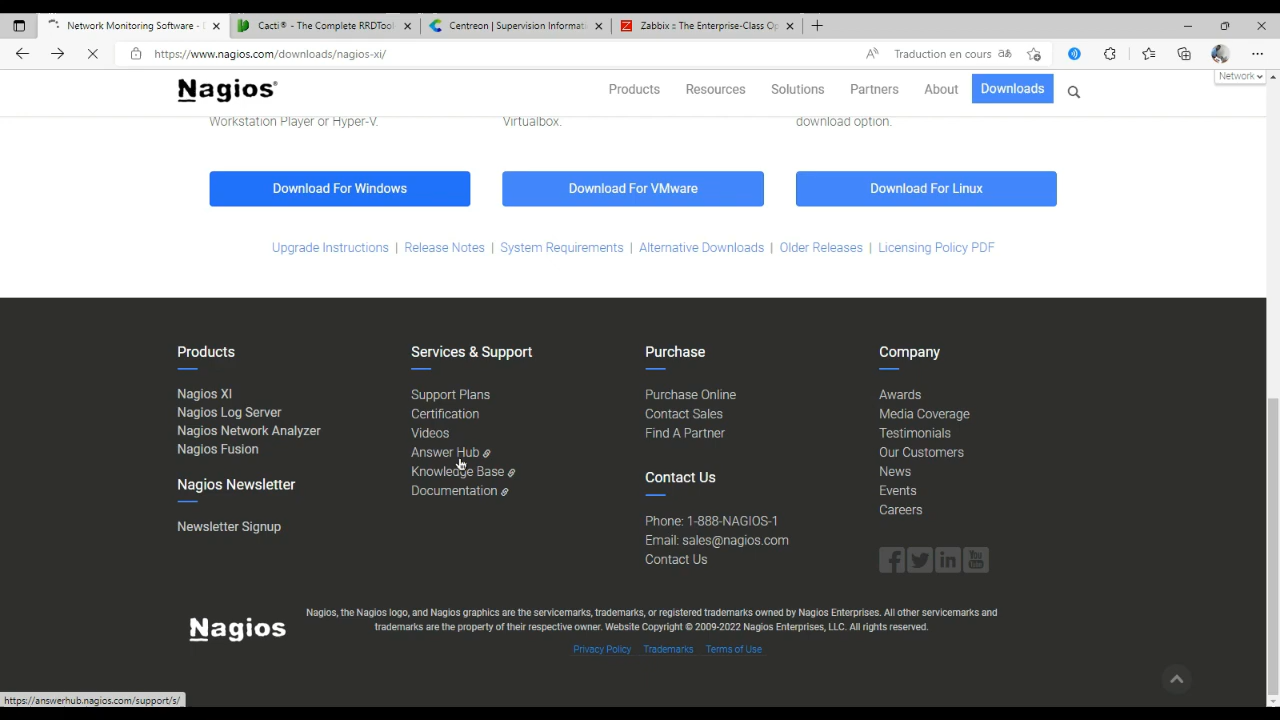 Network Monitoring Software -
Cacti® - The Complete RRDTool
Centreon | Supervision Informati
Zabbix :: The Enterprise-Class Op
https://www.nagios.com/downloads/nagios-xi/
Traduction en cours
Network
Nagios®
Products
Resources
Solutions
Partners
About
Downloads
Workstation Player or Hyper-V.
Virtualbox.
download option.
Download For Windows
Download For VMware
Download For Linux
Upgrade Instructions | Release Notes | System Requirements | Alternative Downloads | Older Releases | Licensing Policy PDF
Products
Nagios XI
Nagios Log Server
Nagios Network Analyzer
Nagios Fusion
Nagios Newsletter
Newsletter Signup
Services & Support
Support Plans
Certification
Videos
Answer Hub
Knowledge Base
Documentation
Purchase
Purchase Online
Contact Sales
Find A Partner
Contact Us
Phone: 1-888-NAGIOS-1
Email: sales@nagios.com
Contact Us
Company
Awards
Media Coverage
Testimonials
Our Customers
News
Events
Careers
Nagios
Nagios, the Nagios logo, and Nagios graphics are the servicemarks, trademarks, or registered trademarks owned by Nagios Enterprises. All other servicemarks and
trademarks are the property of their respective owner. Website Copyright © 2009-2022 Nagios Enterprises, LLC. All rights reserved.
Privacy Policy Trademarks Terms of Use
https://answerhub.nagios.com/support/s/